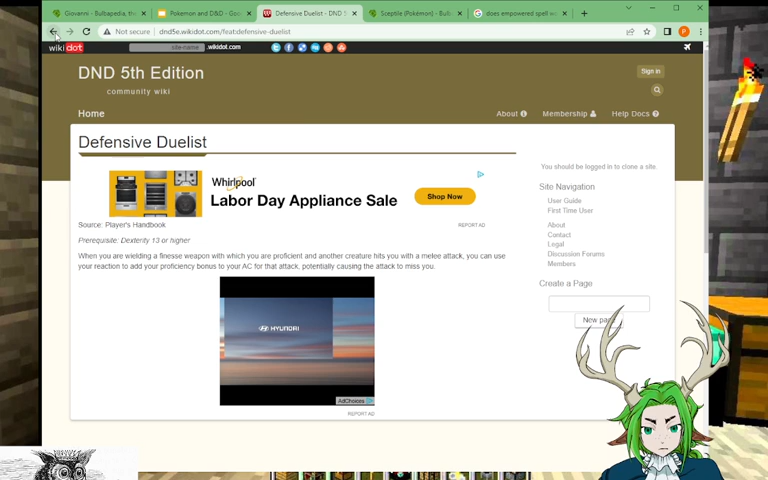 Giovanni - Bulbapedia, the
Pokemon and D&D - Goo
Defensive Duelist - DND 5
Sceptile (Pokémon) - Bulb
does empowered spell wo
Not secure
dnd5e.wikidot.com/feat:defensive-duelist
P
wikidot
site-name
.wikidot.com
DND 5th Edition
community wiki
Sign in
Home
About
Membership
Help Docs
Defensive Duelist
Whirlpool
Labor Day Appliance Sale
Shop Now
REPORT AD
Source: Player's Handbook
Prerequisite: Dexterity 13 or higher
When you are wielding a finesse weapon with which you are proficient and another creature hits you with a melee attack, you can use
your reaction to add your proficiency bonus to your AC for that attack, potentially causing the attack to miss you.
HYUNDAI
AdChoices
REPORT AD
You should be logged in to clone a site.
Site Navigation
User Guide
First Time User
About
Contact
Legal
Discussion Forums
Members
Create a Page
New page